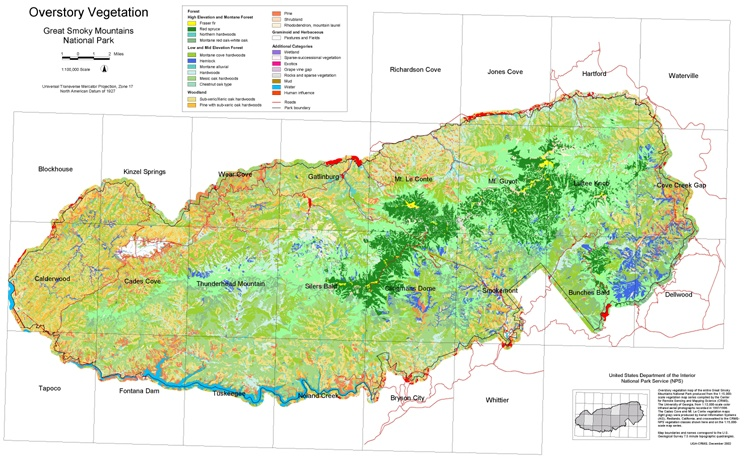 Overstory Vegetation
Great Smoky Mountains
National Park
1 0 1 2 Miles
1:100,000 Scale
Universal Transverse Mercator Projection, Zone 17
North American Datum of 1927
Forest
High Elevation and Montane Forest
Fraser fir
Red spruce
Northern hardwoods
Montane red oak-white oak
Low and Mid Elevation Forest
Montane cove hardwoods
Hemlock
Montane alluvial
Hardwoods
Mesic oak hardwoods
Chestnut oak type
Woodland
Sub-xeric/xeric oak hardwoods
Pine with sub-xeric oak hardwoods
Pine
Shrubland
Rhododendron, mountain laurel
Graminoid and Herbaceous
Pastures and Fields
Additional Categories
Wetland
Sparse-successional vegetation
Exotics
Grape vine gap
Rocks and sparse vegetation
Mud
Water
Human influence
Roads
Park boundary
Richardson Cove
Jones Cove
Hartford
Waterville
Blockhouse
Kinzel Springs
Wear Cove
Gatlinburg
Mt. Le Conte
Mt. Guyot
Luftee Knob
Cove Creek Gap
Calderwood
Cades Cove
Thunderhead Mountain
Silers Bald
Clingmans Dome
Smokemont
Bunches Bald
Dellwood
Tapoco
Fontana Dam
Tuskeegee
Noland Creek
Bryson City
Whittier
United States Department of the Interior
National Park Service (NPS)